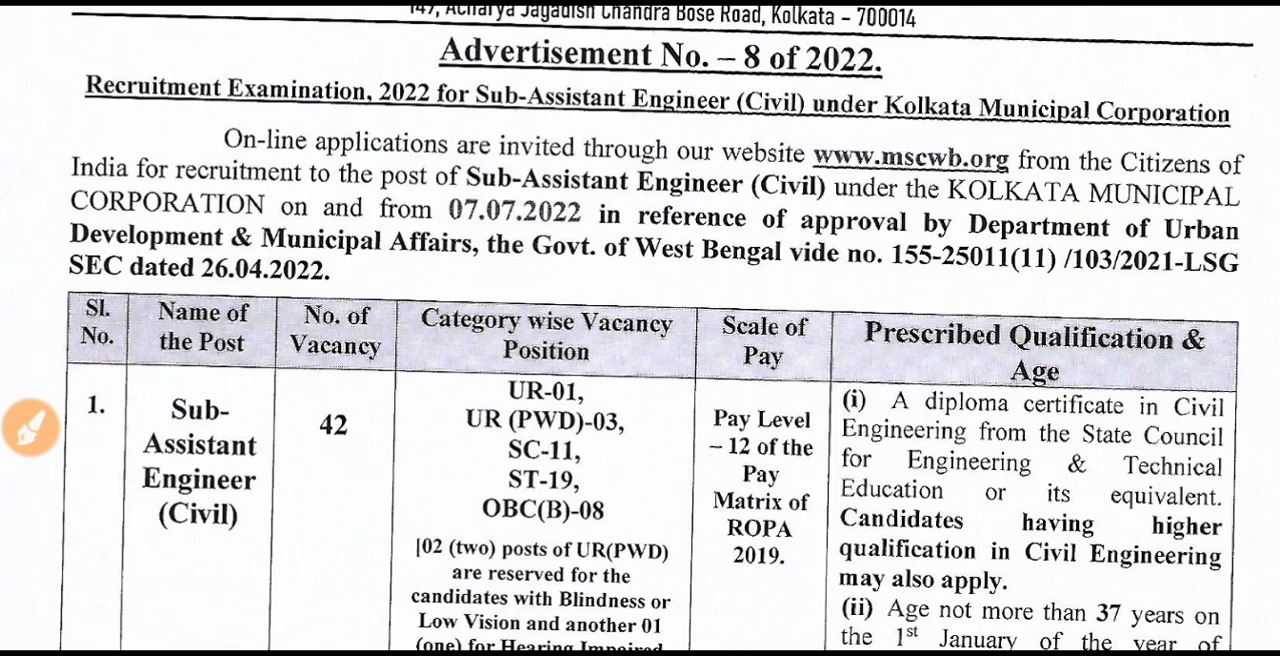 147, Acharya Jagadish Chandra Bose Road, Kolkata – 700014
Advertisement No. – 8 of 2022.
Recruitment Examination, 2022 for Sub-Assistant Engineer (Civil) under Kolkata Municipal Corporation
On-line applications are invited through our website www.mscwb.org from the Citizens of
India for recruitment to the post of Sub-Assistant Engineer (Civil) under the KOLKATA MUNICIPAL
CORPORATION on and from 07.07.2022 in reference of approval by Department of Urban
Development & Municipal Affairs, the Govt. of West Bengal vide no. 155-25011(11) /103/2021-LSG
SEC dated 26.04.2022.
Sl.
No.
Name of
the Post
No. of
Vacancy
Category wise Vacancy
Position
Scale of
Pay
Prescribed Qualification &
Age
1.
Sub-
Assistant
Engineer
(Civil)
42
UR-01,
UR (PWD)-03,
SC-11,
ST-19,
OBC(B)-08
[02 (two) posts of UR(PWD)
are reserved for the
candidates with Blindness or
Low Vision and another 01
(one) for Hearing Impaired
Pay Level
– 12 of the
Pay
Matrix of
ROPA
2019.
(i) A diploma certificate in Civil
Engineering from the State Council
for Engineering & Technical
Education or its equivalent.
Candidates having higher
qualification in Civil Engineering
may also apply.
(ii) Age not more than 37 years on
the 1st January of the year of